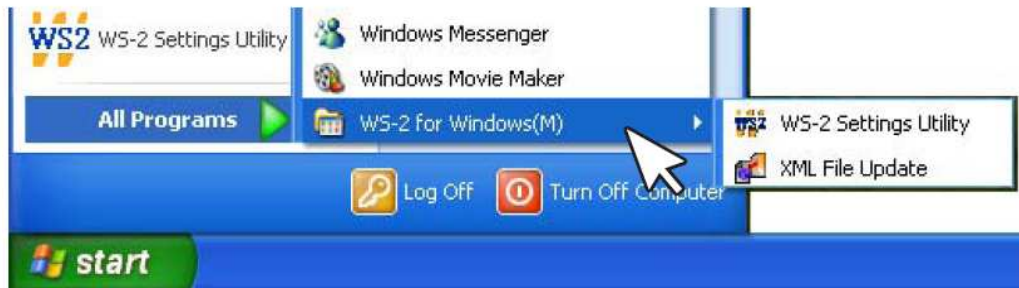 WS2 WS-2 Settings Utility
Windows Messenger
Windows Movie Maker
All Programs
WS-2 for Windows(M)
WS2 WS-2 Settings Utility
XML File Update
Log Off
Turn Off Computer
start